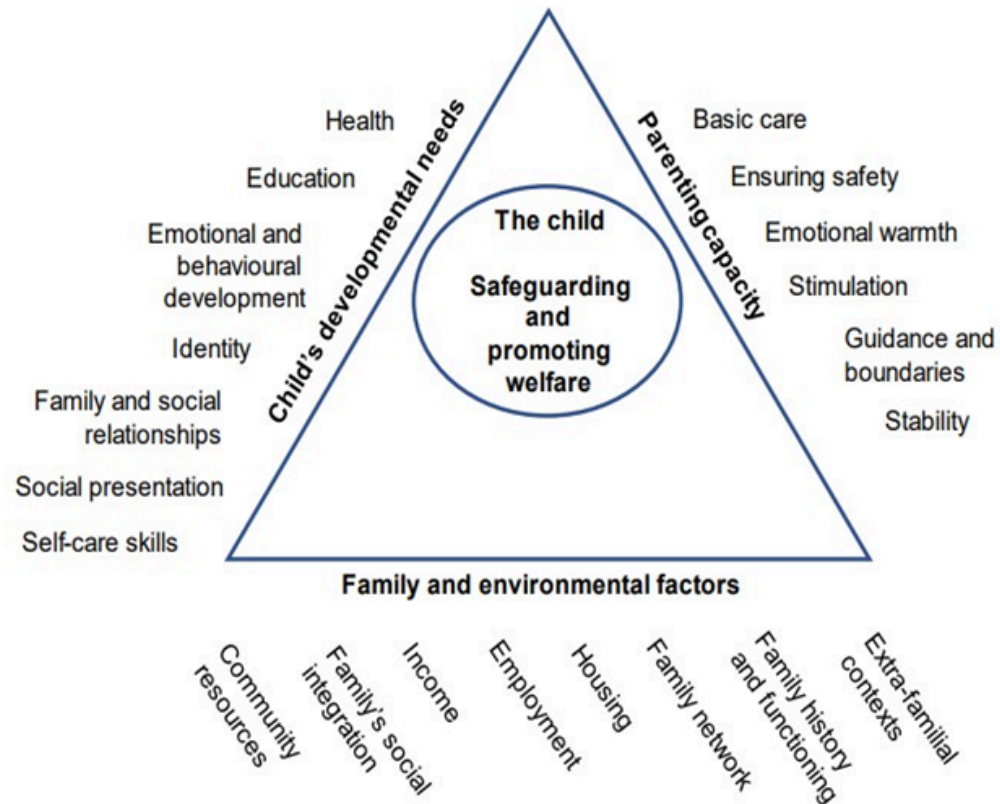 Health
Education
Emotional and
behavioural
development
Identity
Family and social
relationships
Social presentation
Self-care skills
Child's developmental needs
The child
Safeguarding
and
promoting
welfare
Parenting capacity
Basic care
Ensuring safety
Emotional warmth
Stimulation
Guidance and
boundaries
Stability
Family and environmental factors
Community
resources
Family's social
integration
Income
Employment
Housing
Family network
Family history
and functioning
Extra-familial
contexts